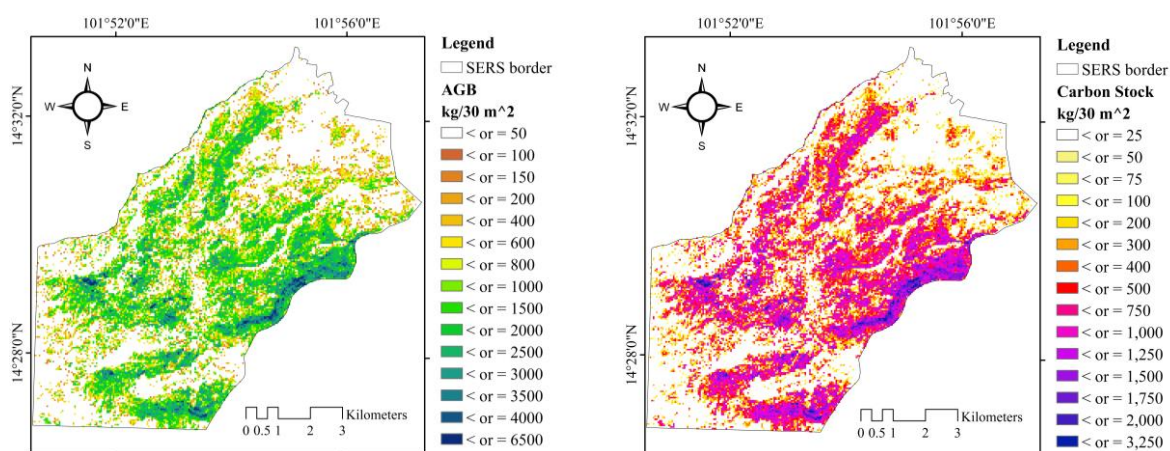 101°52'0"E 101°56'0"E
14°32'0"N
14°28'0"N
N
W E
S
0 0.5 1 2 3 Kilometers
Legend
SERS border
AGB
kg/30 m^2
< or = 50
< or = 100
< or = 150
< or = 200
< or = 400
< or = 600
< or = 800
< or = 1000
< or = 1500
< or = 2000
< or = 2500
< or = 3000
< or = 3500
< or = 4000
< or = 6500
101°52'0"E 101°56'0"E
14°32'0"N
14°28'0"N
N
W E
S
0 0.5 1 2 3 Kilometers
Legend
SERS border
Carbon Stock
kg/30 m^2
< or = 25
< or = 50
< or = 75
< or = 100
< or = 200
< or = 300
< or = 400
< or = 500
< or = 750
< or = 1,000
< or = 1,250
< or = 1,500
< or = 1,750
< or = 2,000
< or = 3,250